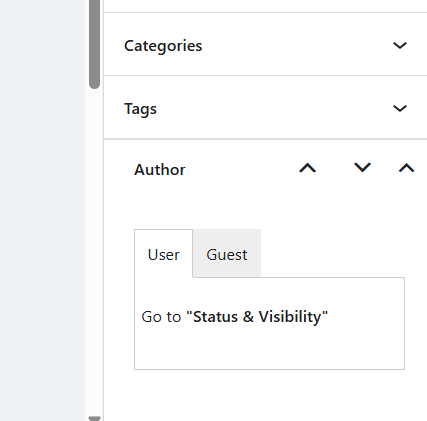 Categories
Tags
Author
User Guest
Go to "Status & Visibility"